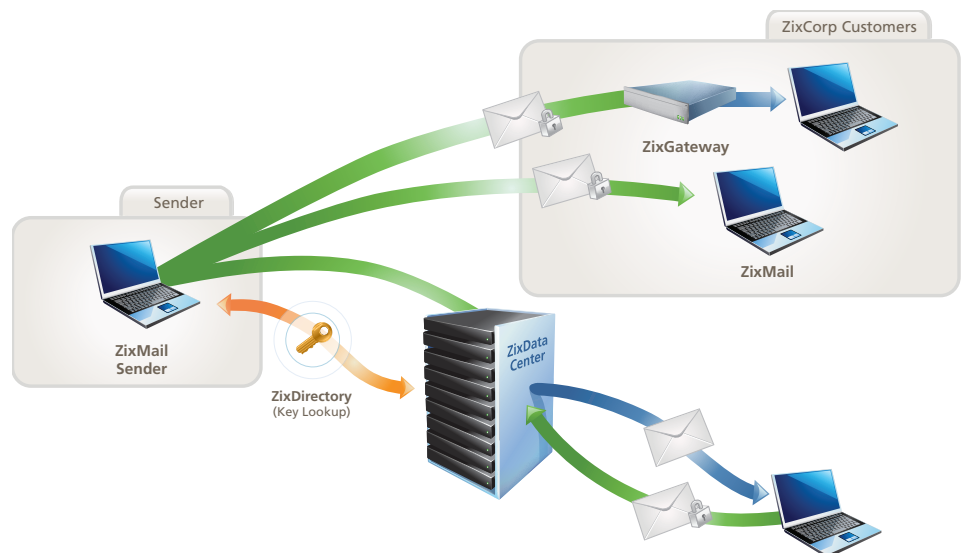 ZixCorp Customers
ZixGateway
Sender
ZixMail
ZixMail
Sender
ZixData
Center
ZixDirectory
(Key Lookup)